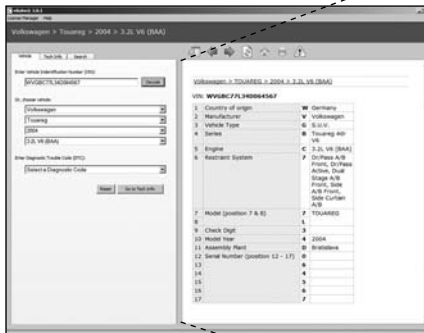 License Manager Help
Volkswagen > Touareg > 2004 > 3.2L V6 (BAA)
Vehicle Tech Info Search
Enter Vehicle Indentification Number (VIN):
WVGBC77L34D064567
Decode
Or, choose vehicle:
Volkswagen
Touareg
2004
3.2L V6 (BAA)
Enter Diagnostic Trouble Code (DTC):
Select a Diagnostic Code
Reset Go to Tech Info
Volkswagen > TOUAREG > 2004 > 3.2L V6 (BAA)
VIN: WVGBC77L34D064567
1 Country of origin W Germany
2 Manufacturer V Volkswagen
3 Vehicle Type G S.U.V.
4 Series B Touareg 4dr
V6
5 Engine C 3.2L V6 (BAA)
6 Restraint System 7 Dr/Pass A/B
Front, Dr/Pass
Active, Dual
Stage A/B
Front, Side
A/B Front,
Side Curtain
A/B
7 Model (position 7 & 8) 7 TOUAREG
8 L
9 Check Digit 3
10 Model Year 4 2004
11 Assembly Plant D Bratislava
12 Serial Number (position 12 - 17) 0
13 6
14 4
15 5
16 6
17 7